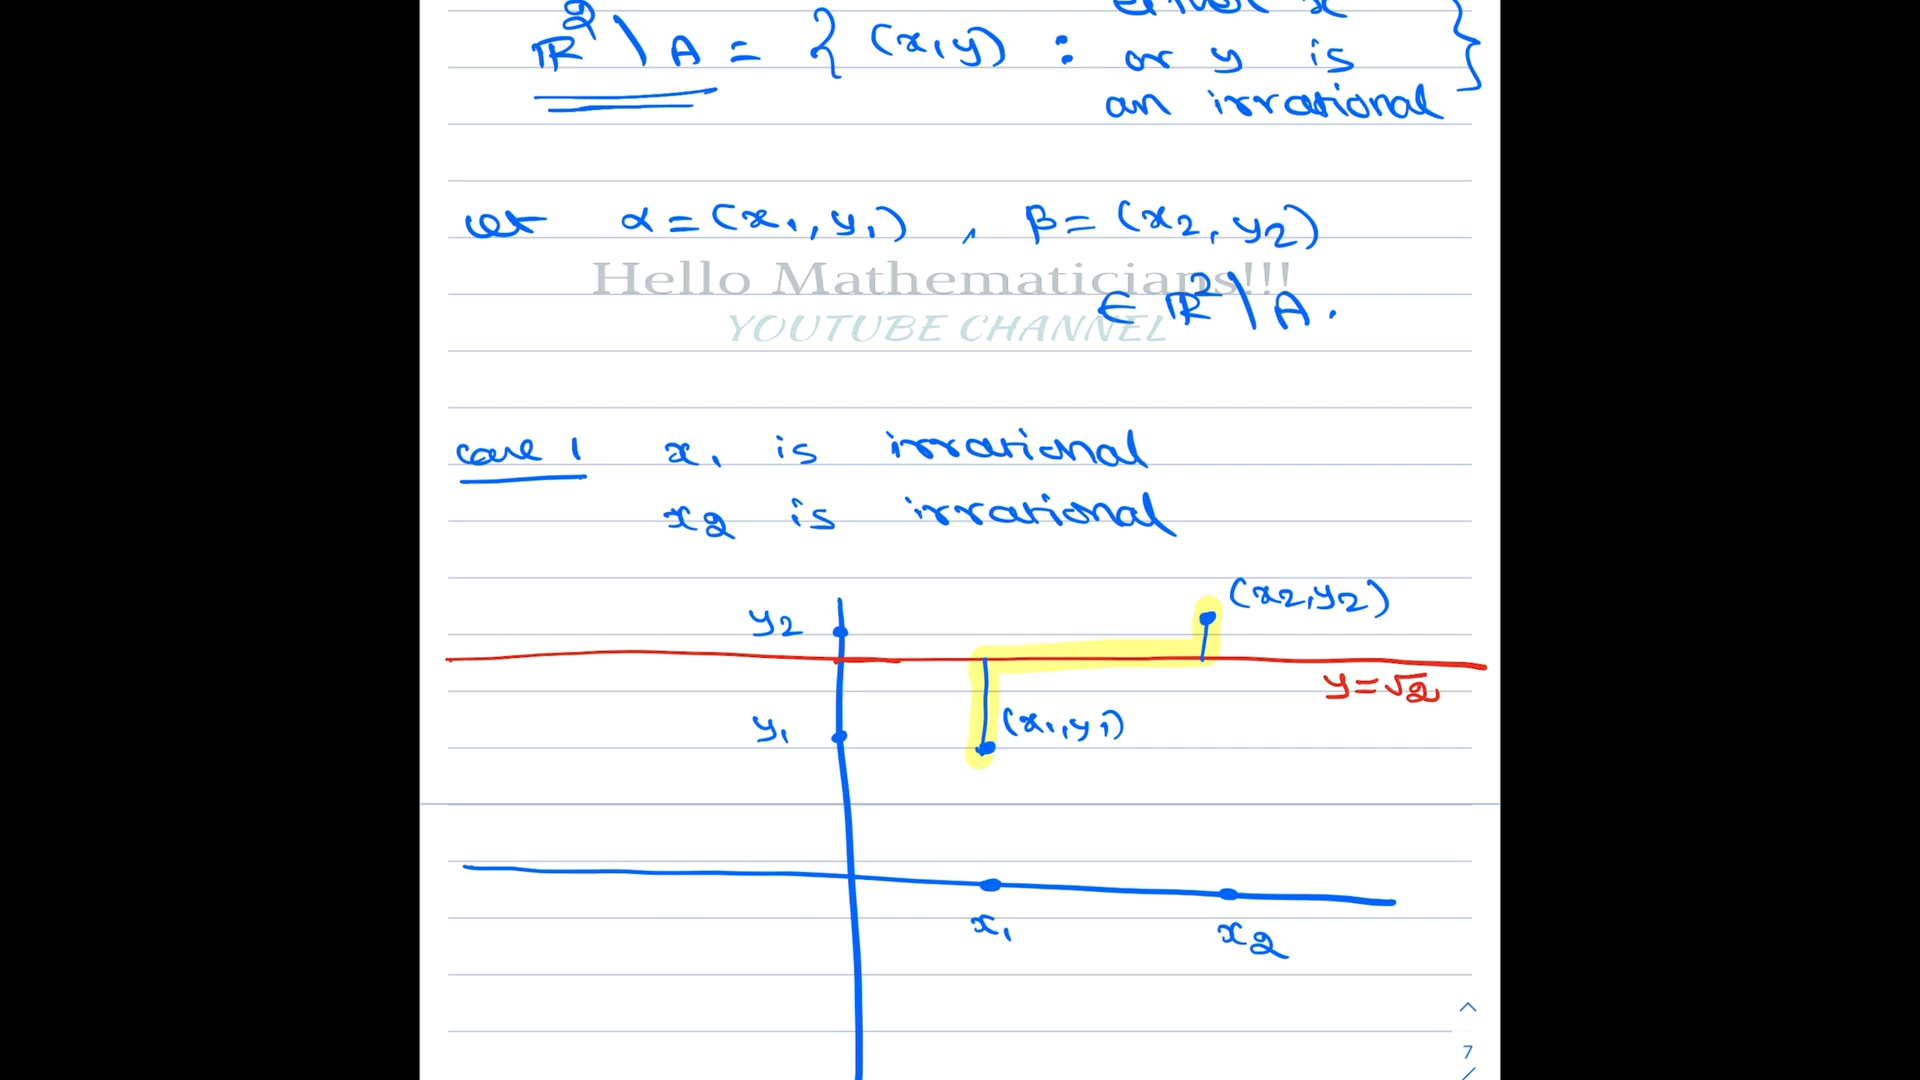 either x
ℝ² \ A = { (x,y) : or y is }
an irrational
let α = (x₁, y₁) , β = (x₂, y₂)
Hello Mathematicians!!!
∈ ℝ² \ A .
YOUTUBE CHANNEL
case 1 x₁ is irrational
x₂ is irrational
(x₂,y₂)
y₂
y=√2
y₁ (x₁,y₁)
x₁ x₂
7